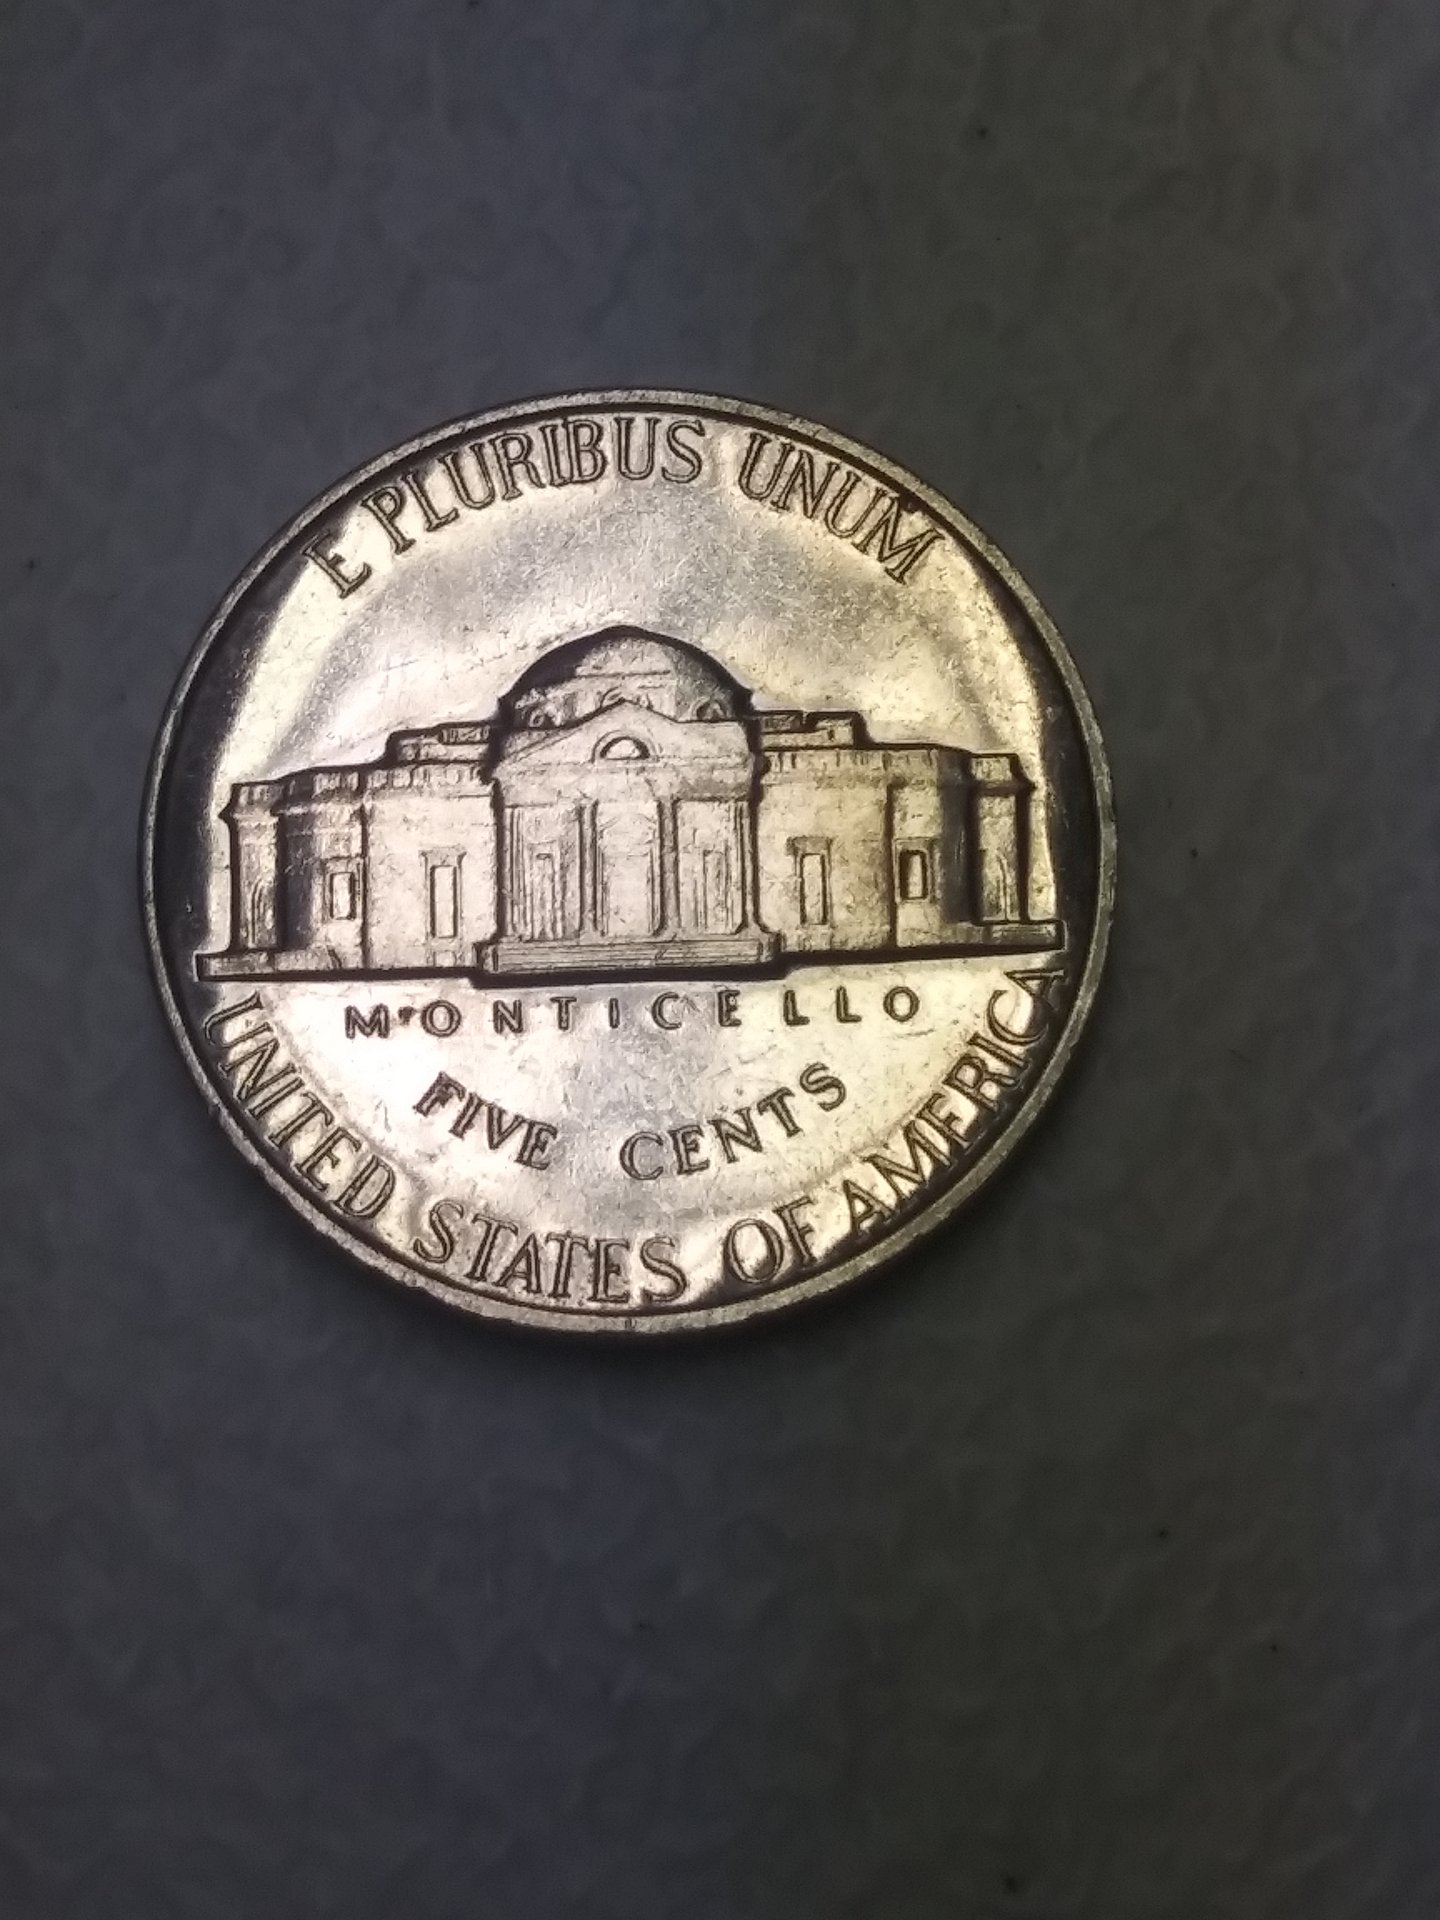 E PLURIBUS UNUM
MONTICELLO
FIVE CENTS
UNITED STATES OF AMERICA